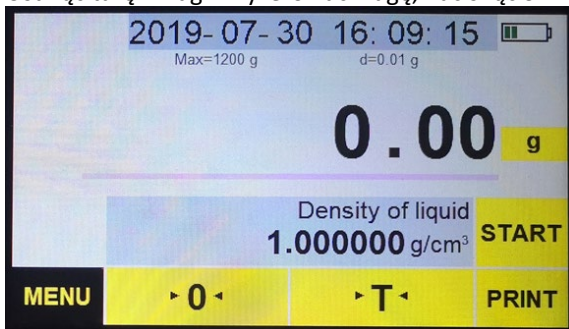 2019-07-30 16:09:15
Max=1200 g d=0.01 g
0.00 g
Density of liquid
1.000000 g/cm³
START
MENU ▸0◂ ▸T◂ PRINT